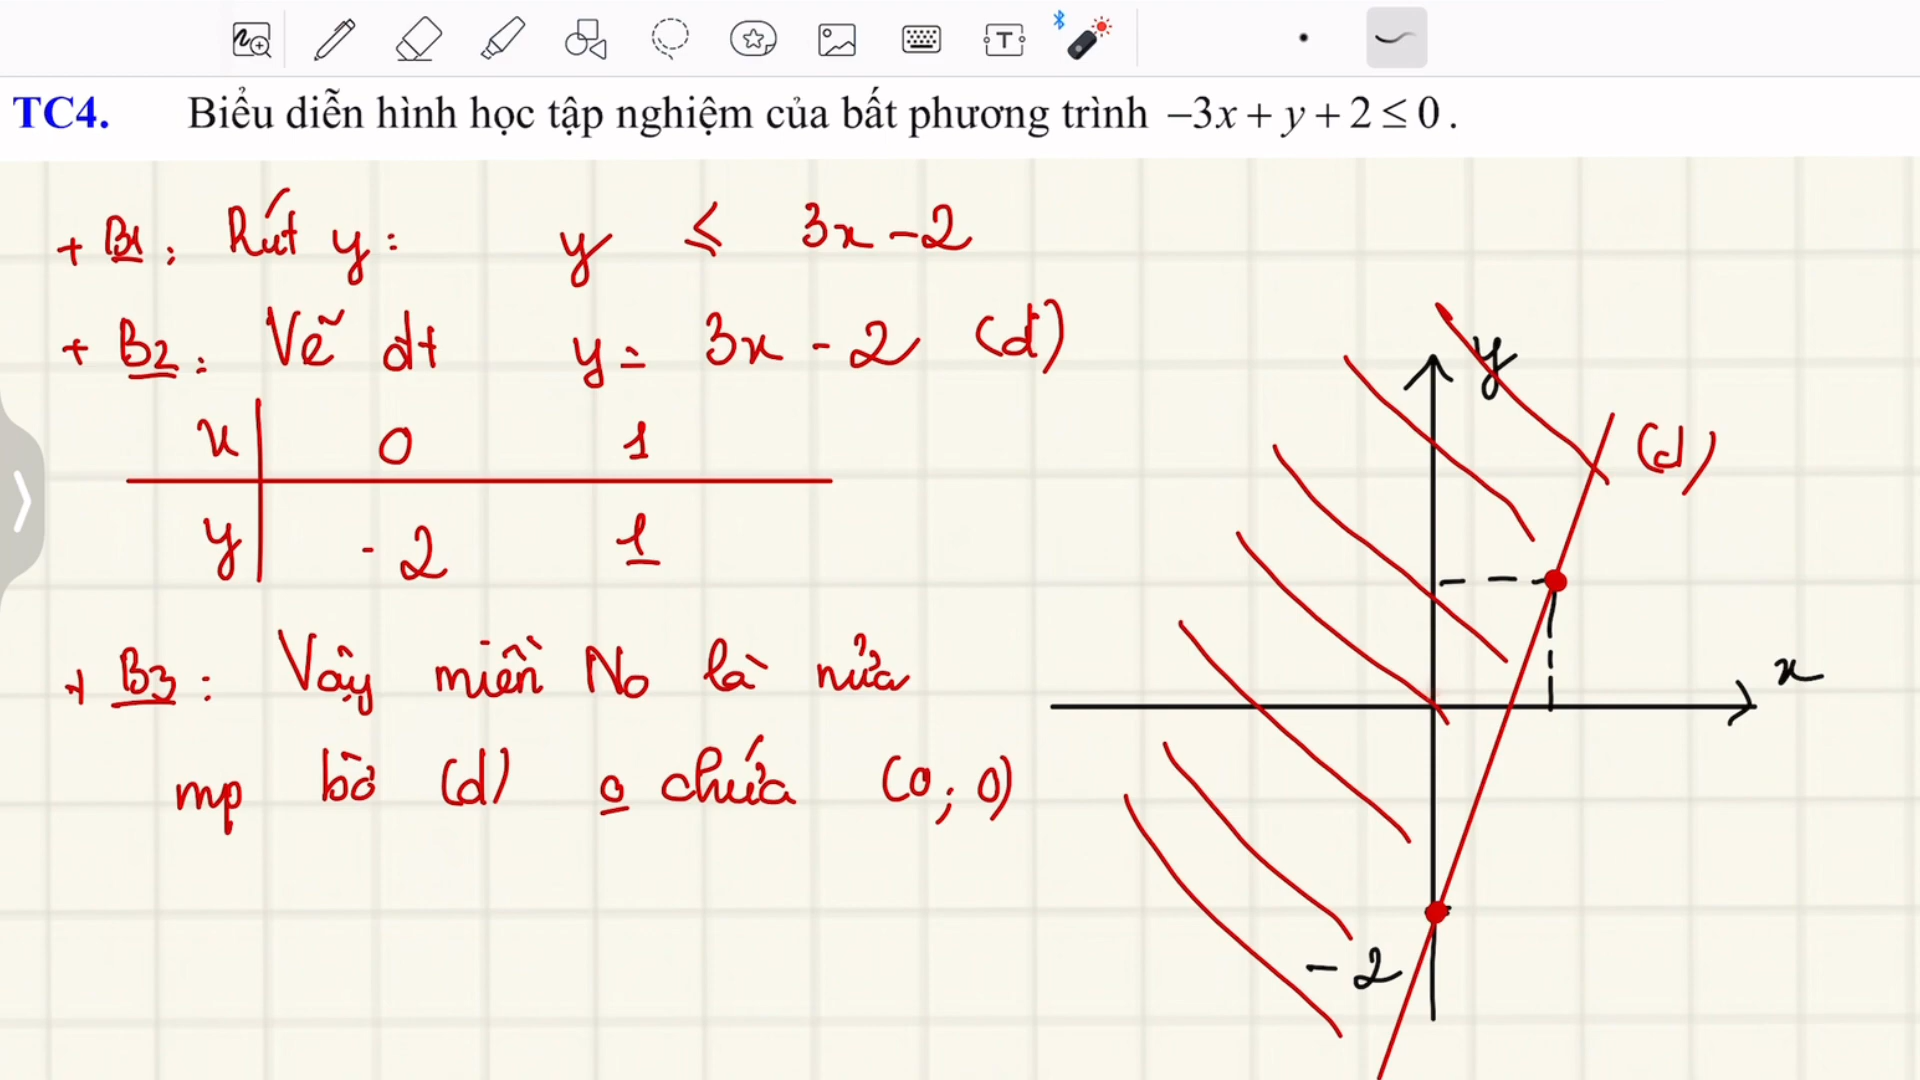 TC4. Biểu diễn hình học tập nghiệm của bất phương trình −3x + y + 2 ≤ 0.
+ B1: Rút y: y ≤ 3x - 2
+ B2: Vẽ đt y = 3x - 2 (d)
x 0 1
y -2 1
+ B3: Vậy miền No là nửa
mp bờ (d) o chứa (0; 0)
y
(d)
x
-2